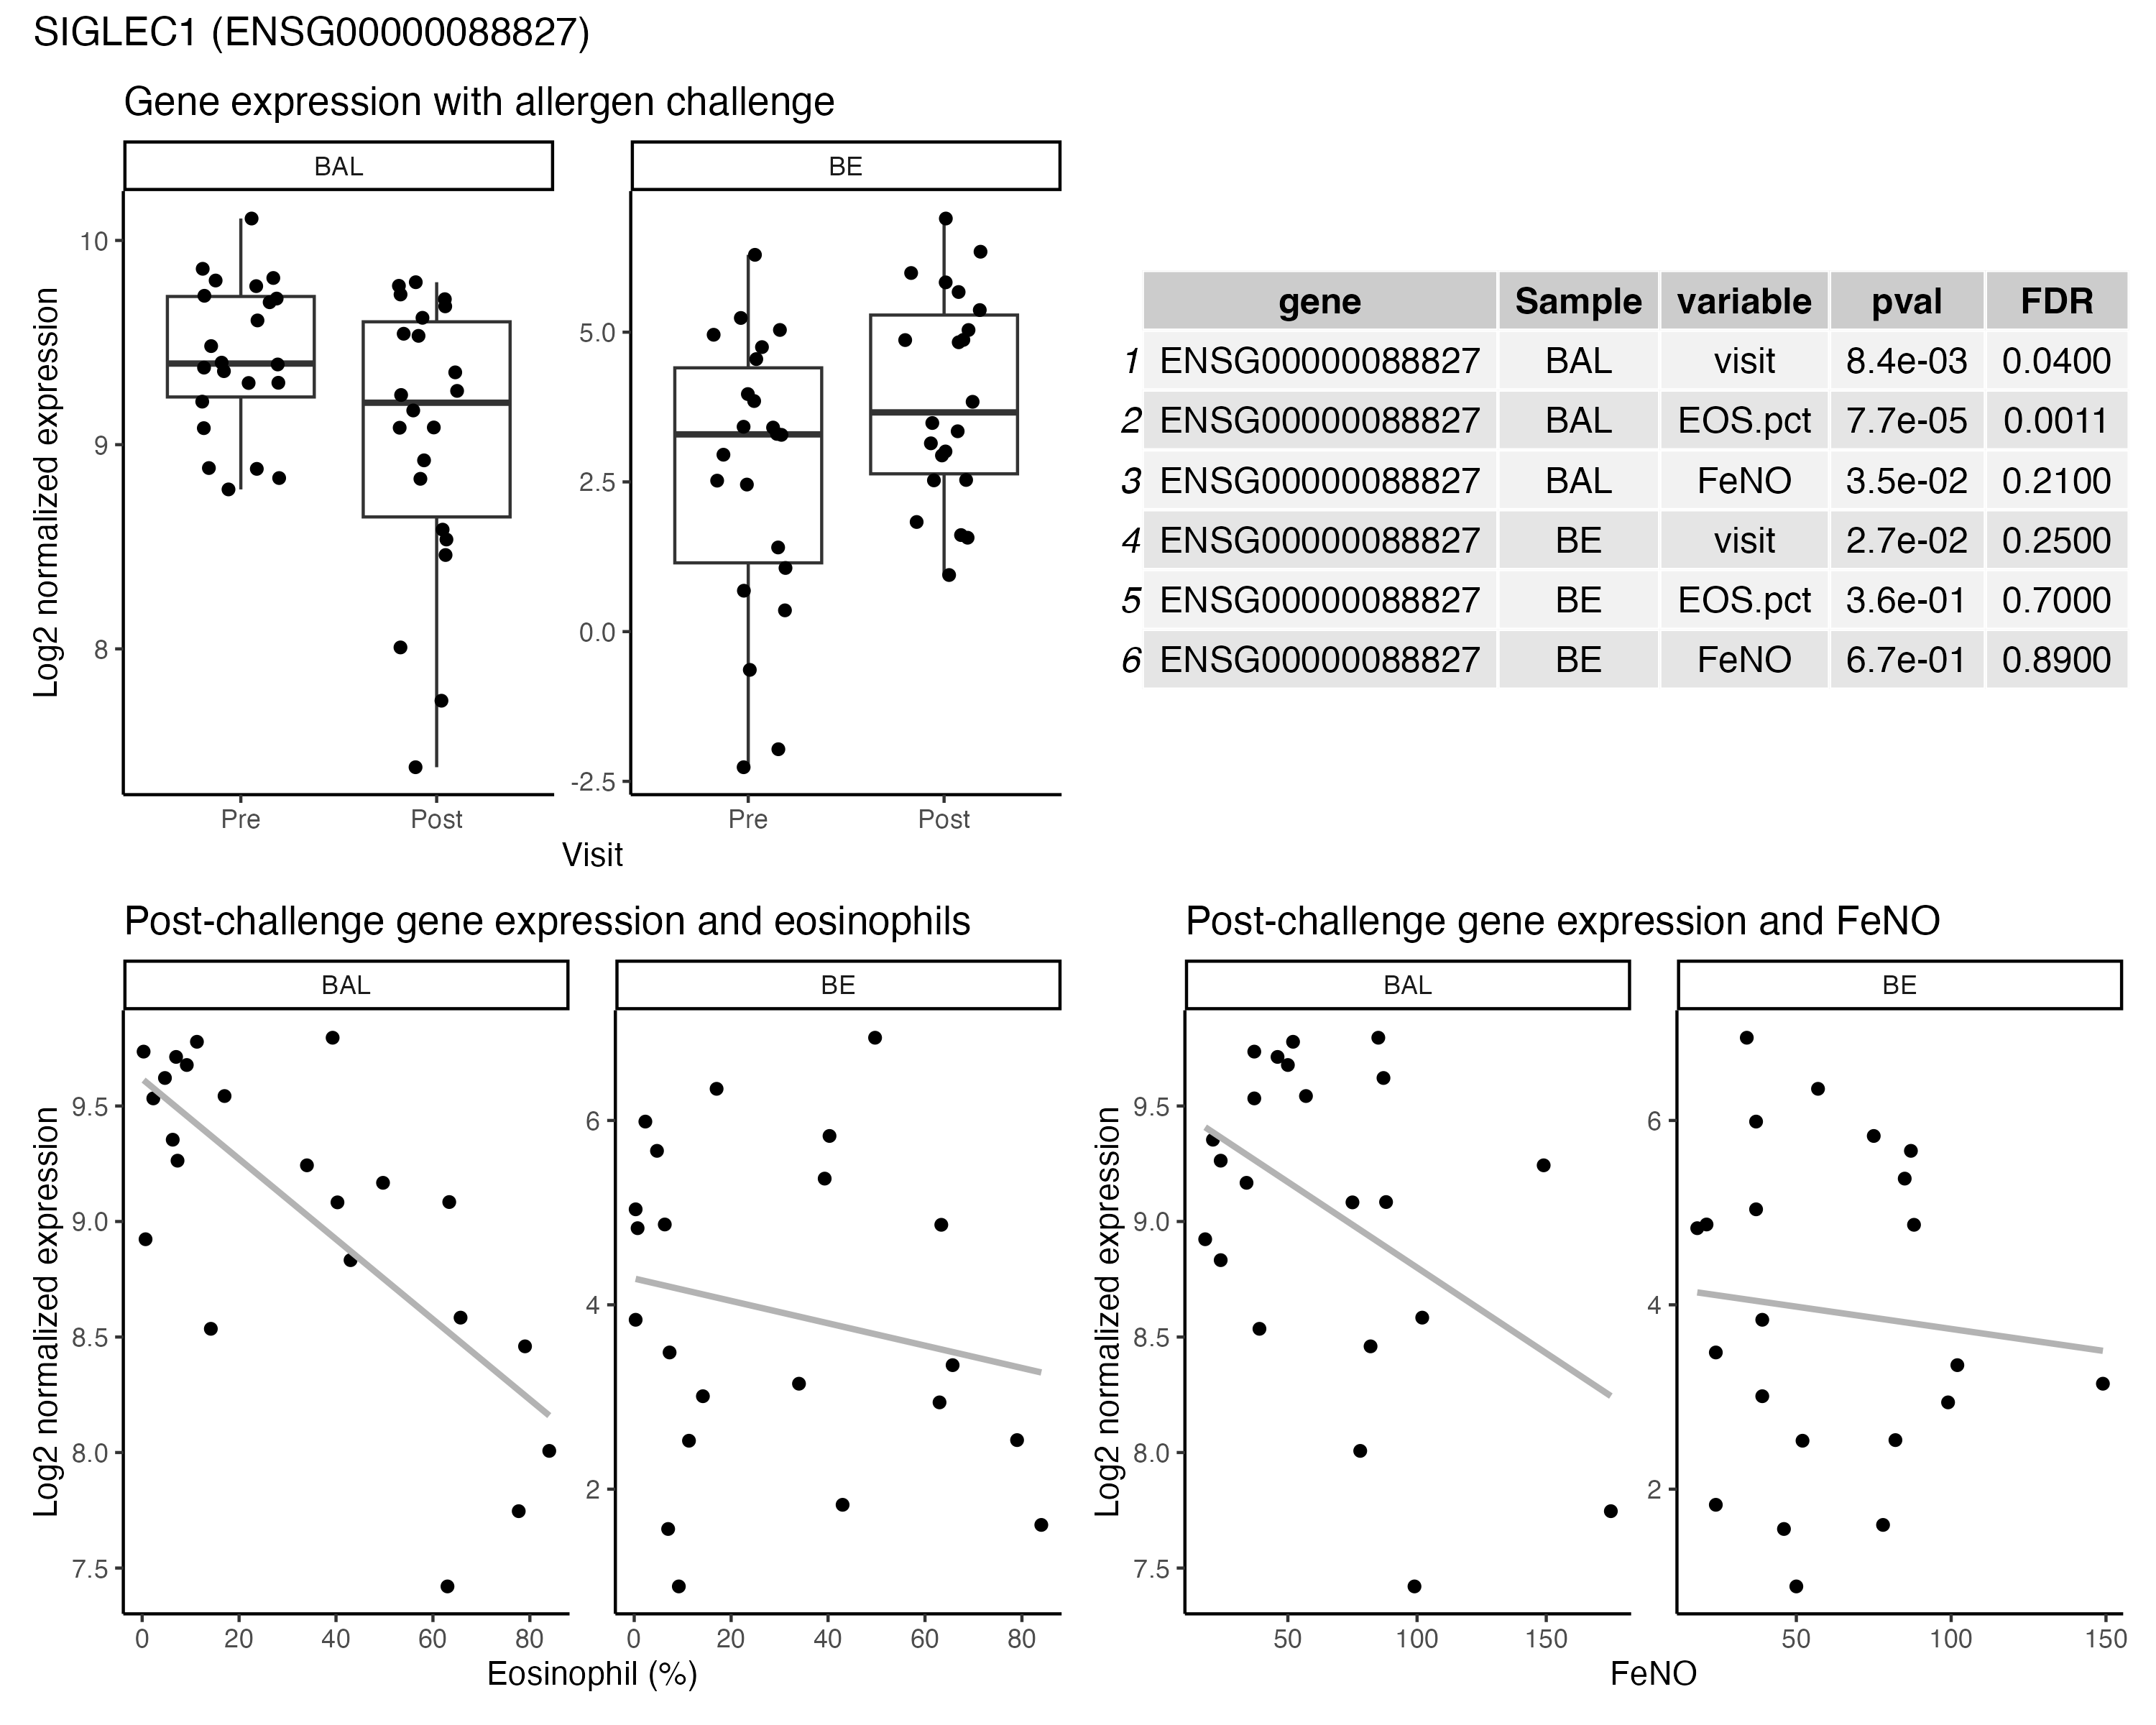 SIGLEC1 (ENSG00000088827)
Gene expression with allergen challenge
BAL
BE
Log2 normalized expression
10
9
8
5.0
2.5
0.0
-2.5
Pre
Post
Pre
Post
Visit
gene Sample variable pval FDR
1 ENSG00000088827 BAL visit 8.4e-03 0.0400
2 ENSG00000088827 BAL EOS.pct 7.7e-05 0.0011
3 ENSG00000088827 BAL FeNO 3.5e-02 0.2100
4 ENSG00000088827 BE visit 2.7e-02 0.2500
5 ENSG00000088827 BE EOS.pct 3.6e-01 0.7000
6 ENSG00000088827 BE FeNO 6.7e-01 0.8900
Post-challenge gene expression and eosinophils
BAL
BE
Log2 normalized expression
9.5
9.0
8.5
8.0
7.5
6
4
2
0 20 40 60 80
0 20 40 60 80
Eosinophil (%)
Post-challenge gene expression and FeNO
BAL
BE
Log2 normalized expression
9.5
9.0
8.5
8.0
7.5
6
4
2
50 100 150
50 100 150
FeNO